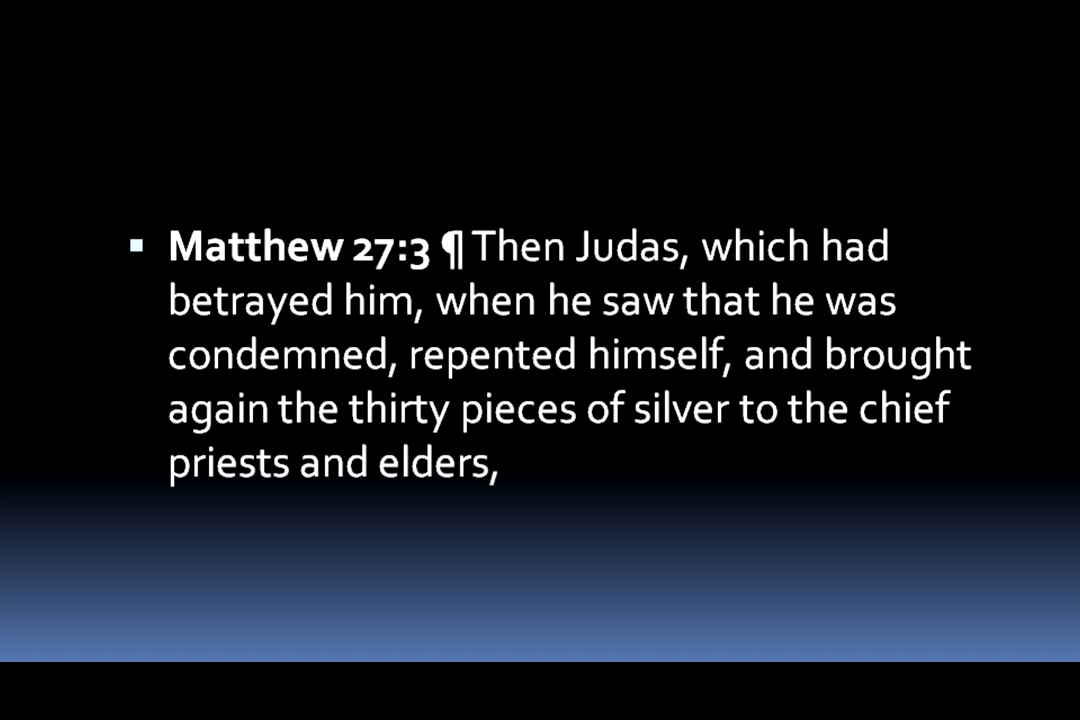 ▪ Matthew 27:3 ¶ Then Judas, which had
betrayed him, when he saw that he was
condemned, repented himself, and brought
again the thirty pieces of silver to the chief
priests and elders,